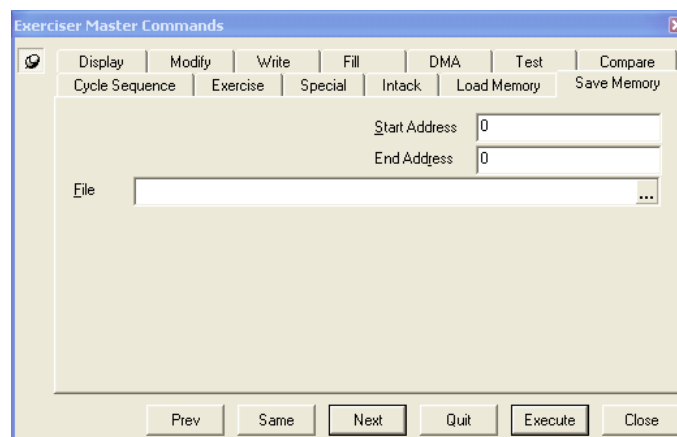 Exerciser Master Commands
Display Modify Write Fill DMA Test Compare
Cycle Sequence Exercise Special Intack Load Memory Save Memory
Start Address 0
End Address 0
File ...
Prev Same Next Quit Execute Close